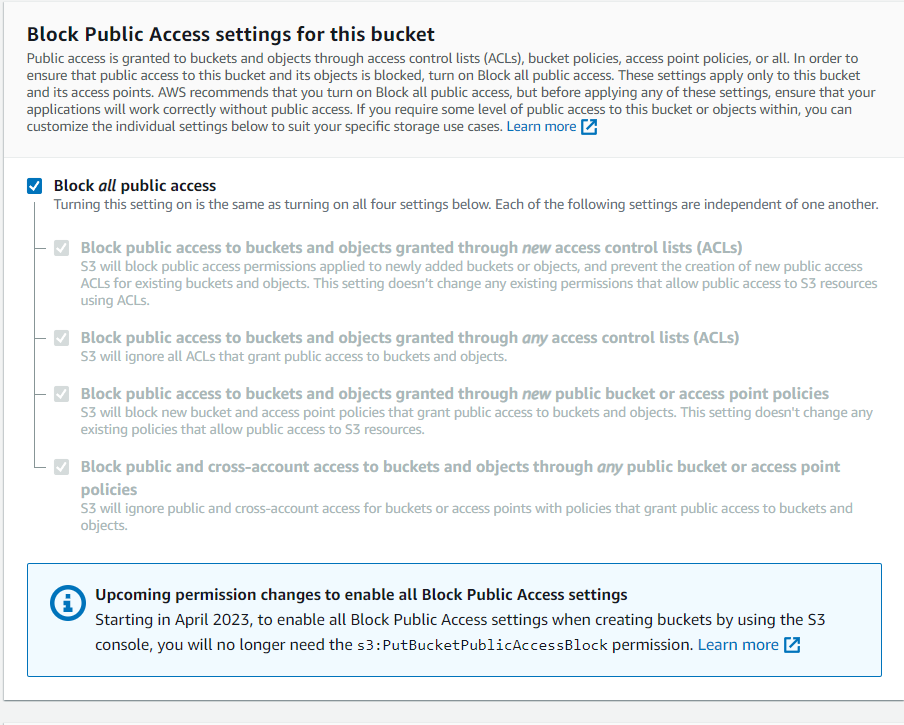 Block Public Access settings for this bucket
Public access is granted to buckets and objects through access control lists (ACLs), bucket policies, access point policies, or all. In order to
ensure that public access to this bucket and its objects is blocked, turn on Block all public access. These settings apply only to this bucket
and its access points. AWS recommends that you turn on Block all public access, but before applying any of these settings, ensure that your
applications will work correctly without public access. If you require some level of public access to this bucket or objects within, you can
customize the individual settings below to suit your specific storage use cases. Learn more
Block all public access
Turning this setting on is the same as turning on all four settings below. Each of the following settings are independent of one another.
Block public access to buckets and objects granted through new access control lists (ACLs)
S3 will block public access permissions applied to newly added buckets or objects, and prevent the creation of new public access
ACLs for existing buckets and objects. This setting doesn't change any existing permissions that allow public access to S3 resources
using ACLs.
Block public access to buckets and objects granted through any access control lists (ACLs)
S3 will ignore all ACLs that grant public access to buckets and objects.
Block public access to buckets and objects granted through new public bucket or access point policies
S3 will block new bucket and access point policies that grant public access to buckets and objects. This setting doesn't change any
existing policies that allow public access to S3 resources.
Block public and cross-account access to buckets and objects through any public bucket or access point
policies
S3 will ignore public and cross-account access for buckets or access points with policies that grant public access to buckets and
objects.
Upcoming permission changes to enable all Block Public Access settings
Starting in April 2023, to enable all Block Public Access settings when creating buckets by using the S3
console, you will no longer need the s3:PutBucketPublicAccessBlock permission. Learn more